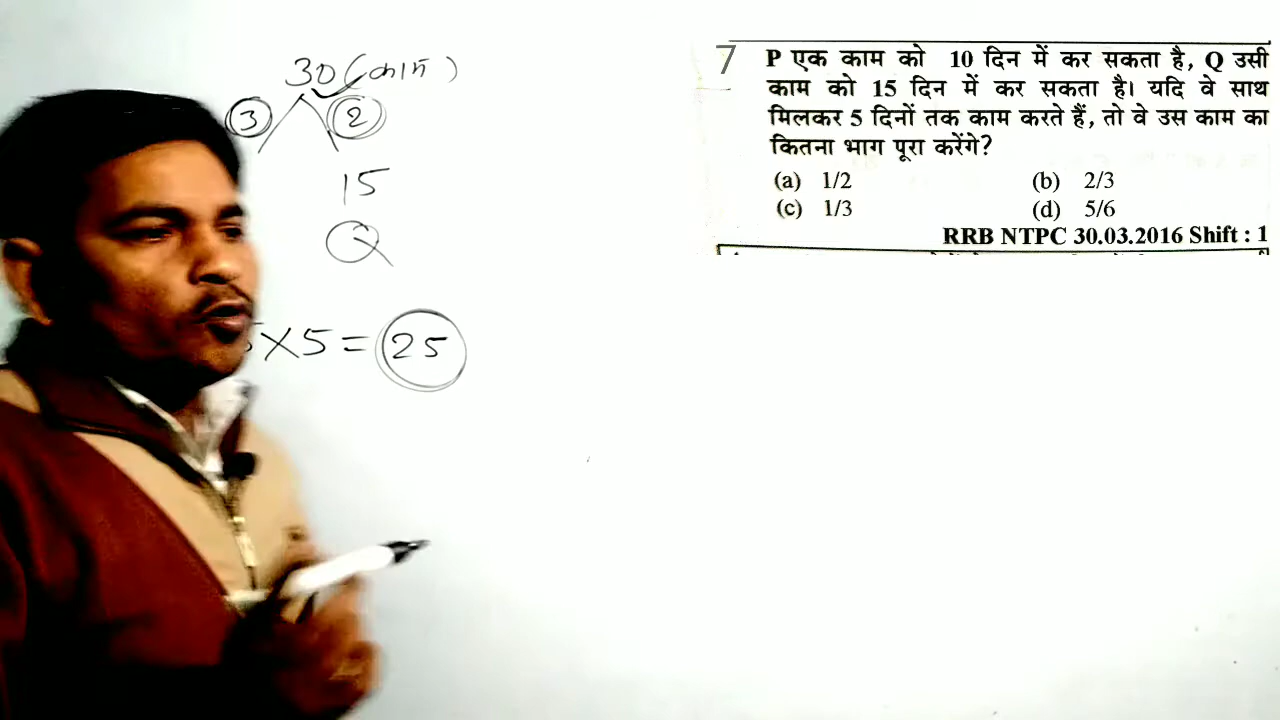 30 (काम)
3 2
15
Q
5×5 = 25
7 P एक काम को 10 दिन में कर सकता है, Q उसी
काम को 15 दिन में कर सकता है। यदि वे साथ
मिलकर 5 दिनों तक काम करते हैं, तो वे उस काम का
कितना भाग पूरा करेंगे?
(a) 1/2 (b) 2/3
(c) 1/3 (d) 5/6
RRB NTPC 30.03.2016 Shift : 1